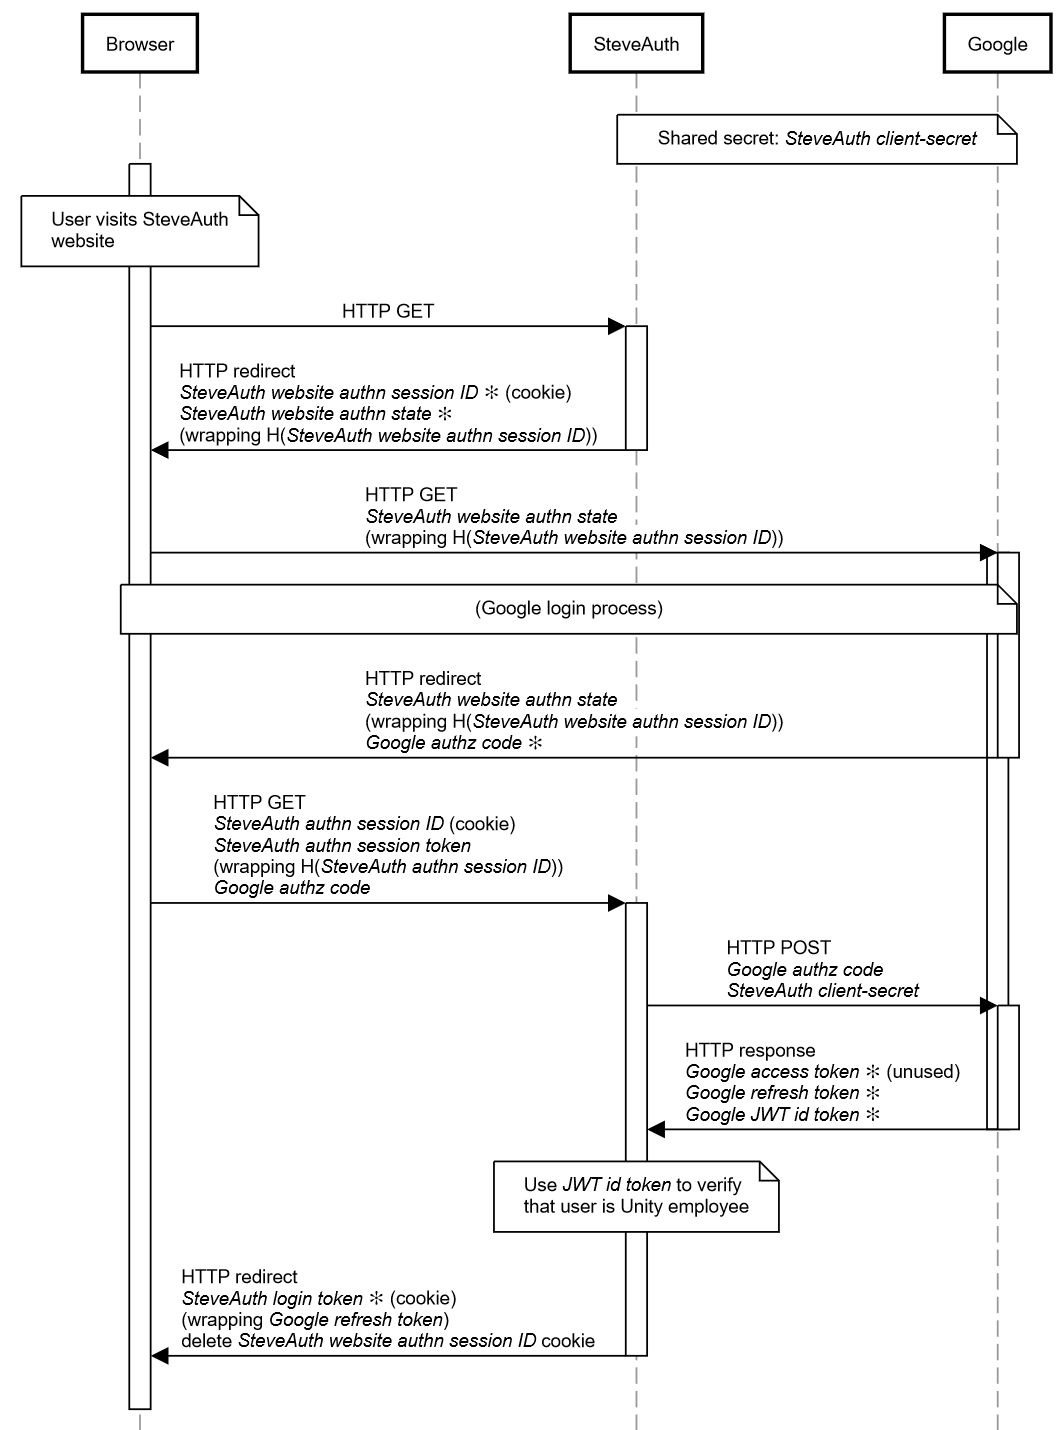 Browser
SteveAuth
Google
Shared secret: SteveAuth client-secret
User visits SteveAuth
website
HTTP GET
HTTP redirect
SteveAuth website authn session ID ✻ (cookie)
SteveAuth website authn state ✻
(wrapping H(SteveAuth website authn session ID))
HTTP GET
SteveAuth website authn state
(wrapping H(SteveAuth website authn session ID))
(Google login process)
HTTP redirect
SteveAuth website authn state
(wrapping H(SteveAuth website authn session ID))
Google authz code ✻
HTTP GET
SteveAuth authn session ID (cookie)
SteveAuth authn session token
(wrapping H(SteveAuth authn session ID))
Google authz code
HTTP POST
Google authz code
SteveAuth client-secret
HTTP response
Google access token ✻ (unused)
Google refresh token ✻
Google JWT id token ✻
Use JWT id token to verify
that user is Unity employee
HTTP redirect
SteveAuth login token ✻ (cookie)
(wrapping Google refresh token)
delete SteveAuth website authn session ID cookie